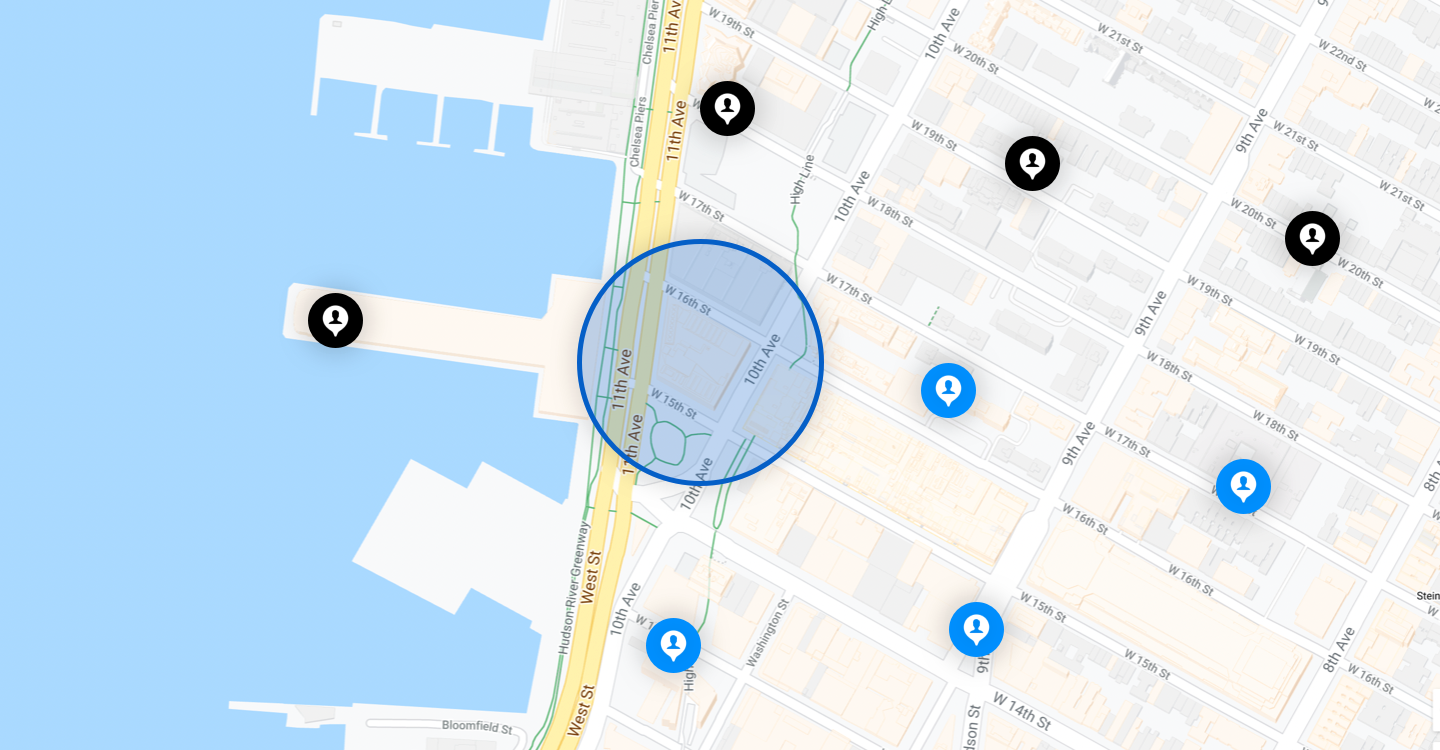 Chelsea Piers
11th Ave
W 19th St
High-L
10th Ave
W 20th St
W 21st St
W 22nd St
Chelsea Piers
11th Ave
High-Line
10th Ave
W 19th St
9th Ave
W 21st St
W 21st St
W 17th St
W 18th St
W 20th St
W 20th St
W 16th St
W 17th St
9th Ave
W 19th St
W 19th St
11th Ave
10th Ave
W 15th St
W 18th St
W 18th St
11th Ave
10th Ave
9th Ave
W 17th St
8th
W 16th St
W 16th St
Hudson River Greenway
West St
10th Ave
Washington St
W 15th St
W 15th St
9th
8th Ave
W 16th St
Stein
High
West St
W 14th St
dson St
Bloomfield St